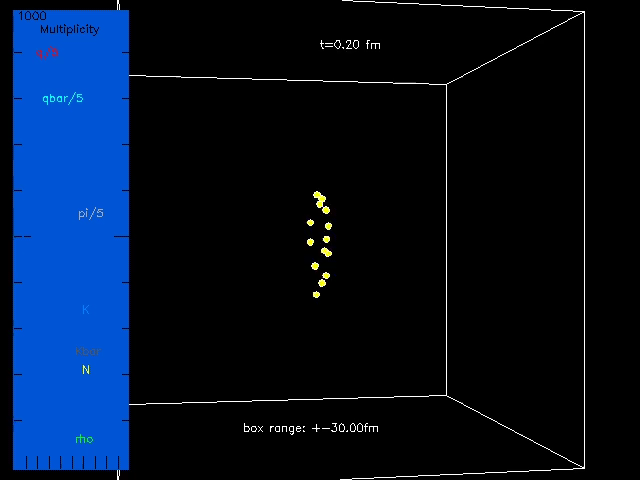 1000
Multiplicity
q/5
t=0.20 fm
qbar/5
pi/5
K
Kbar
N
box range: +-30.00fm
rho